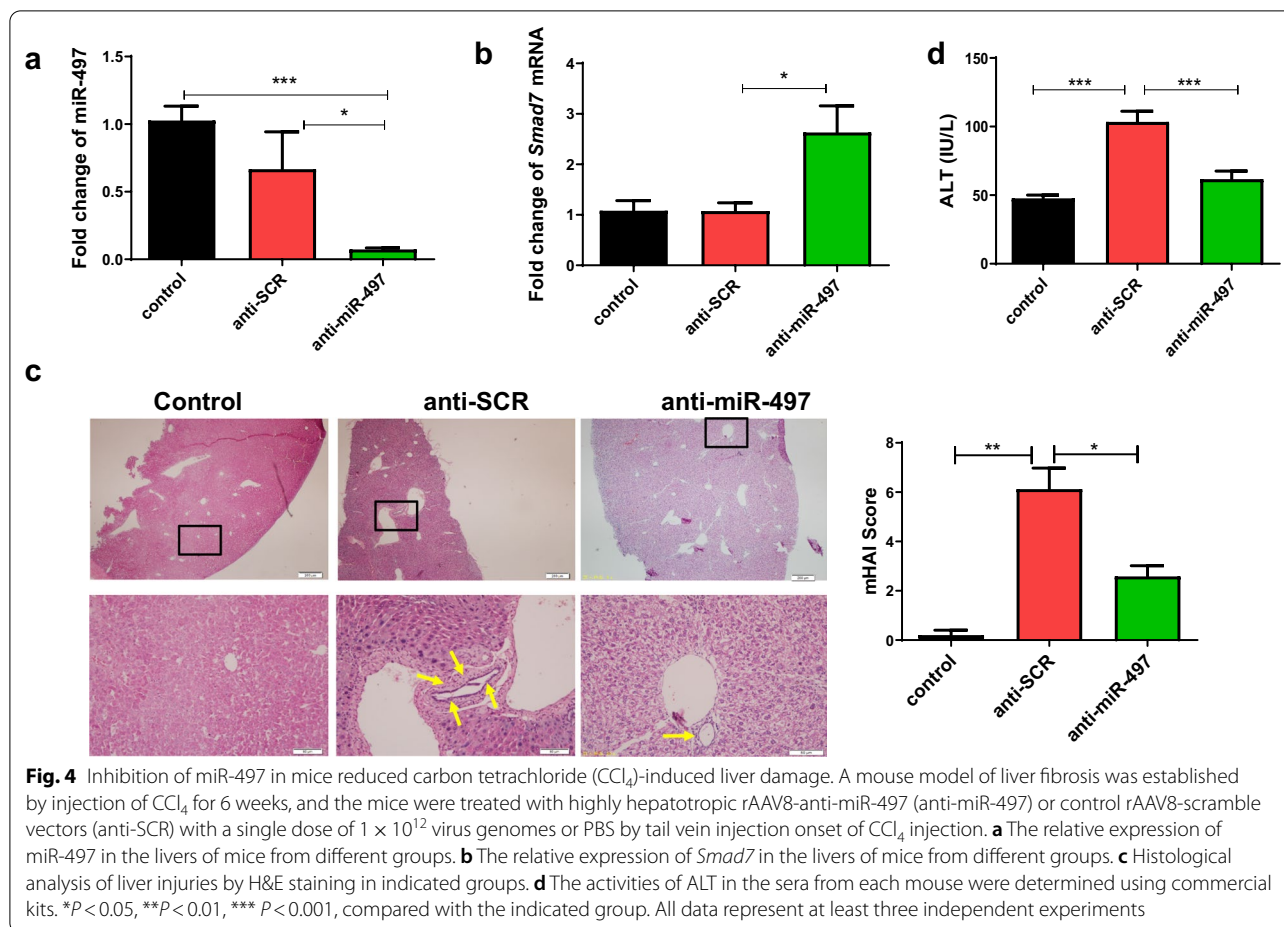 a
Fold change of miR-497
1.5
1.0
0.5
0.0
***
*
control
anti-SCR
anti-miR-497
b
Fold change of Smad7 mRNA
4
3
2
1
0
*
control
anti-SCR
anti-miR-497
d
ALT (IU/L)
150
100
50
0
***
***
control
anti-SCR
anti-miR-497
c
Control
anti-SCR
anti-miR-497
mHAI Score
8
6
4
2
0
**
*
control
anti-SCR
anti-miR-497
Fig. 4 Inhibition of miR-497 in mice reduced carbon tetrachloride (CCl₄)-induced liver damage. A mouse model of liver fibrosis was established
by injection of CCl₄ for 6 weeks, and the mice were treated with highly hepatotropic rAAV8-anti-miR-497 (anti-miR-497) or control rAAV8-scramble
vectors (anti-SCR) with a single dose of 1 × 10¹² virus genomes or PBS by tail vein injection onset of CCl₄ injection. a The relative expression of
miR-497 in the livers of mice from different groups. b The relative expression of Smad7 in the livers of mice from different groups. c Histological
analysis of liver injuries by H&E staining in indicated groups. d The activities of ALT in the sera from each mouse were determined using commercial
kits. *P < 0.05, **P < 0.01, *** P < 0.001, compared with the indicated group. All data represent at least three independent experiments